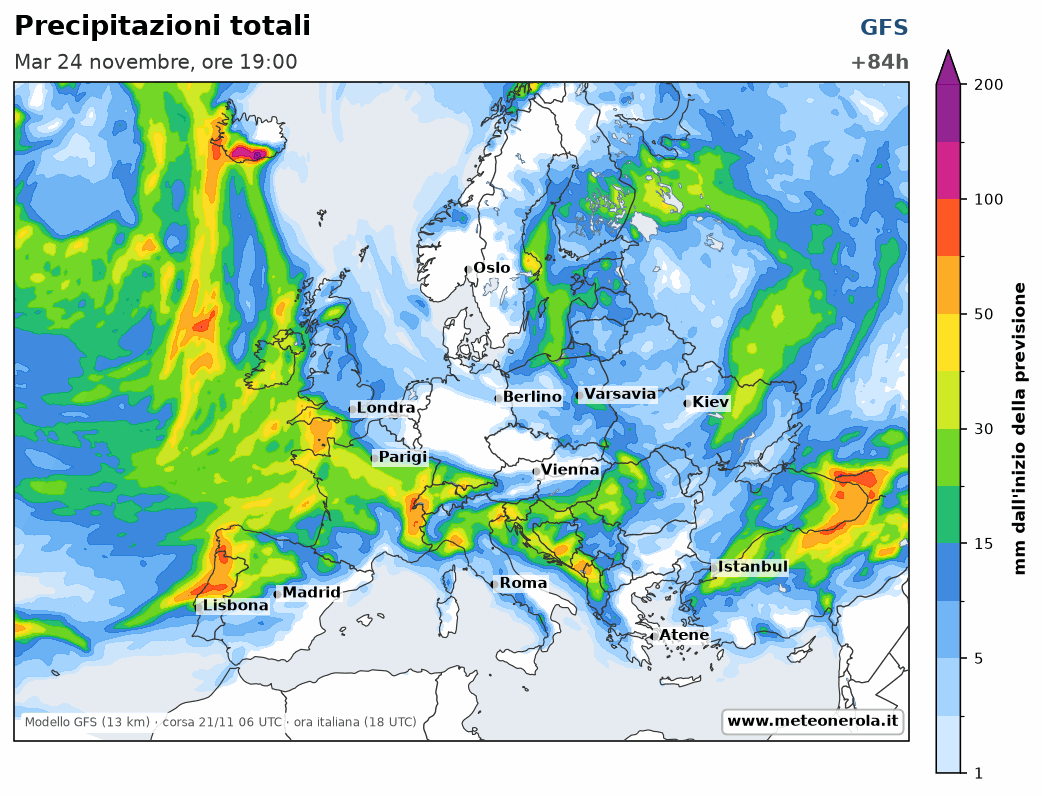 Precipitazioni totali
GFS
Mar 24 novembre, ore 19:00
+84h
200
100
50
30
15
5
1
mm dall'inizio della previsione
Oslo
Berlino
Varsavia
Kiev
Londra
Parigi
Vienna
Istanbul
Roma
Madrid
Lisbona
Atene
Modello GFS (13 km) · corsa 21/11 06 UTC · ora italiana (18 UTC)
www.meteonerola.it